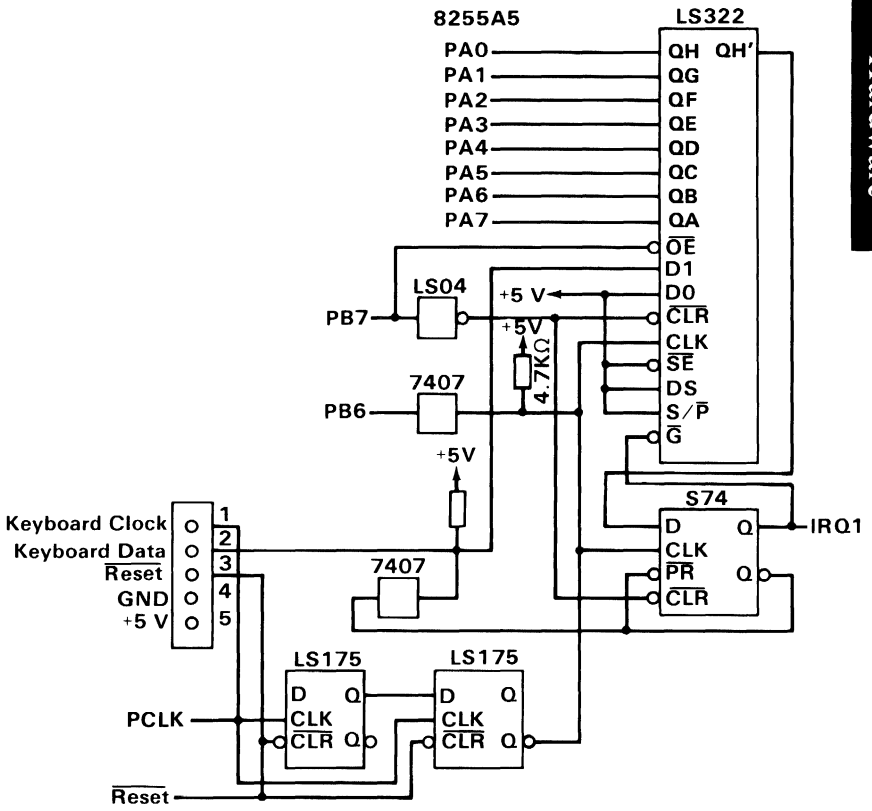 8255A5
LS322
PA0
QH QH'
PA1
QG
PA2
QF
PA3
QE
PA4
QD
PA5
QC
PA6
QB
PA7
QA
OE
D1
LS04
+5 V
D0
PB7
CLR
+5V
CLK
4.7KΩ
SE
7407
DS
PB6
S/P
G
+5V
S74
Keyboard Clock
1
D Q
IRQ1
Keyboard Data
2
7407
CLK
Reset
3
PR Q
GND
4
CLR
+5 V
5
LS175
LS175
D Q
D Q
PCLK
CLK
CLK
CLR Q
CLR Q
Reset